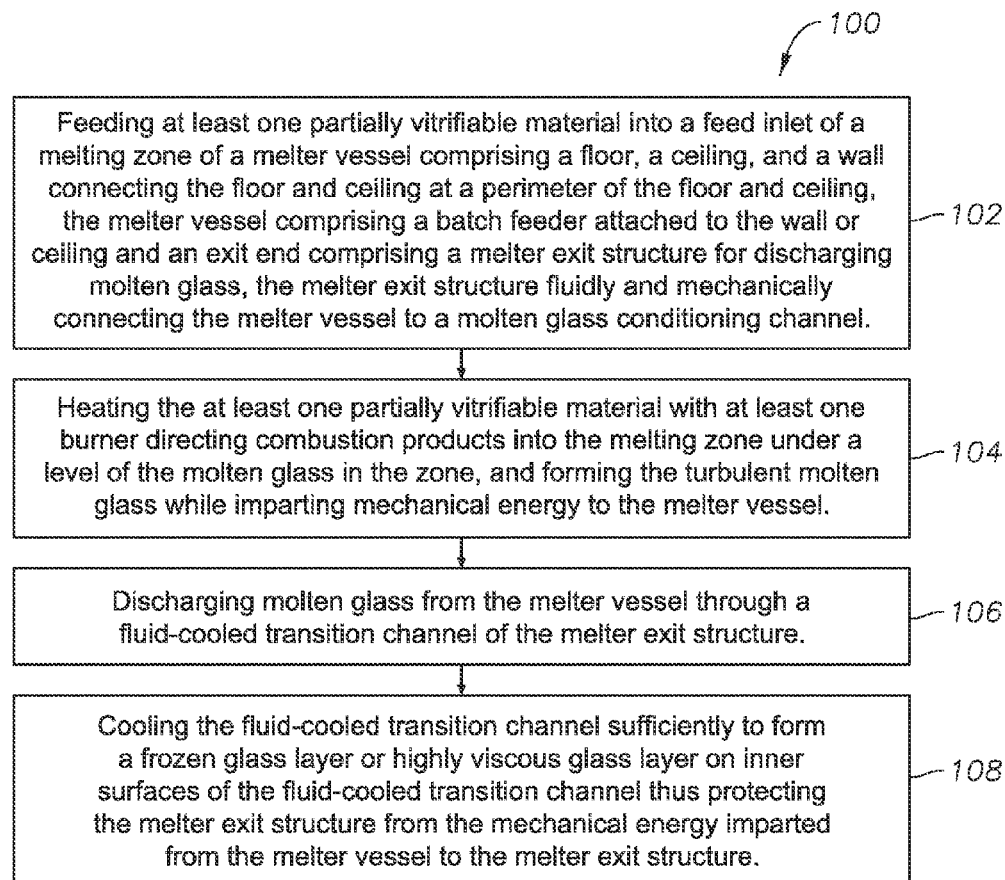 100
Feeding at least one partially vitrifiable material into a feed inlet of a
melting zone of a melter vessel comprising a floor, a ceiling, and a wall
connecting the floor and ceiling at a perimeter of the floor and ceiling,
the melter vessel comprising a batch feeder attached to the wall or
ceiling and an exit end comprising a melter exit structure for discharging
molten glass, the melter exit structure fluidly and mechanically
connecting the melter vessel to a molten glass conditioning channel.
102
Heating the at least one partially vitrifiable material with at least one
burner directing combustion products into the melting zone under a
level of the molten glass in the zone, and forming the turbulent molten
glass while imparting mechanical energy to the melter vessel.
104
Discharging molten glass from the melter vessel through a
fluid-cooled transition channel of the melter exit structure.
106
Cooling the fluid-cooled transition channel sufficiently to form
a frozen glass layer or highly viscous glass layer on inner
surfaces of the fluid-cooled transition channel thus protecting
the melter exit structure from the mechanical energy imparted
from the melter vessel to the melter exit structure.
108